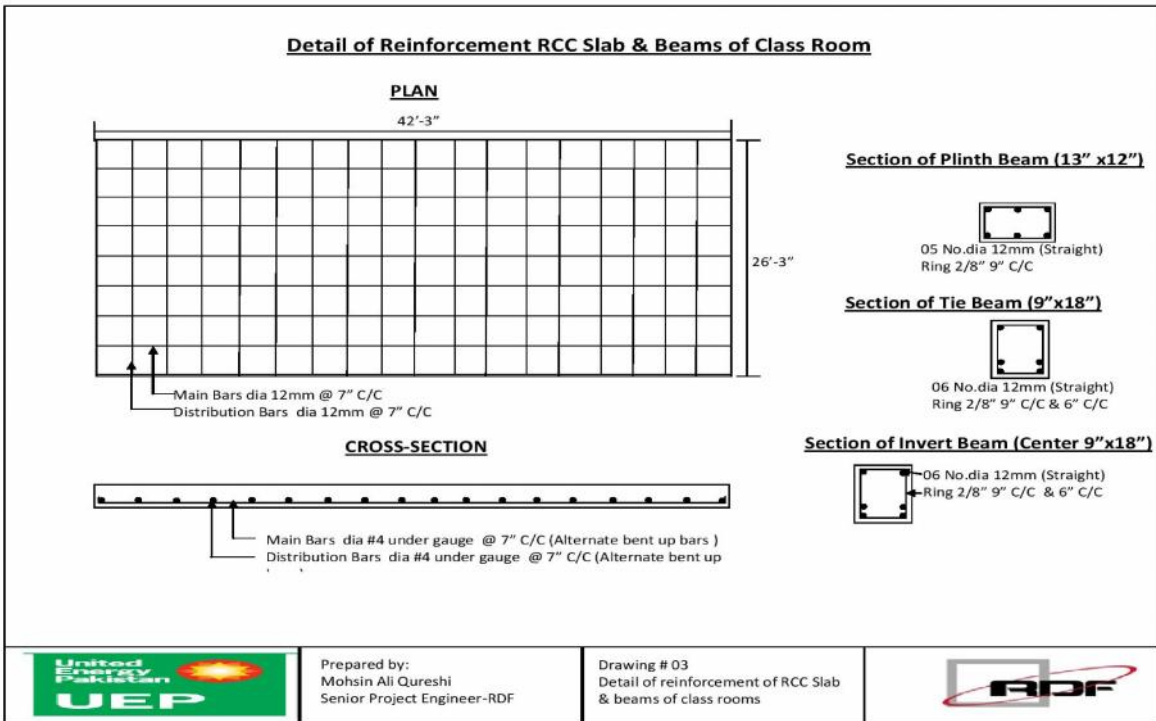 Detail of Reinforcement RCC Slab & Beams of Class Room
PLAN
42'-3"
26'-3"
Main Bars dia 12mm @ 7" C/C
Distribution Bars dia 12mm @ 7" C/C
CROSS-SECTION
Main Bars dia #4 under gauge @ 7" C/C (Alternate bent up bars )
Distribution Bars dia #4 under gauge @ 7" C/C (Alternate bent up
Section of Plinth Beam (13" x12")
05 No.dia 12mm (Straight)
Ring 2/8" 9" C/C
Section of Tie Beam (9"x18")
06 No.dia 12mm (Straight)
Ring 2/8" 9" C/C & 6" C/C
Section of Invert Beam (Center 9"x18")
06 No.dia 12mm (Straight)
Ring 2/8" 9" C/C & 6" C/C
United
Energy
Pakistan
UEP
Prepared by:
Mohsin Ali Qureshi
Senior Project Engineer-RDF
Drawing # 03
Detail of reinforcement of RCC Slab
& beams of class rooms
RDF